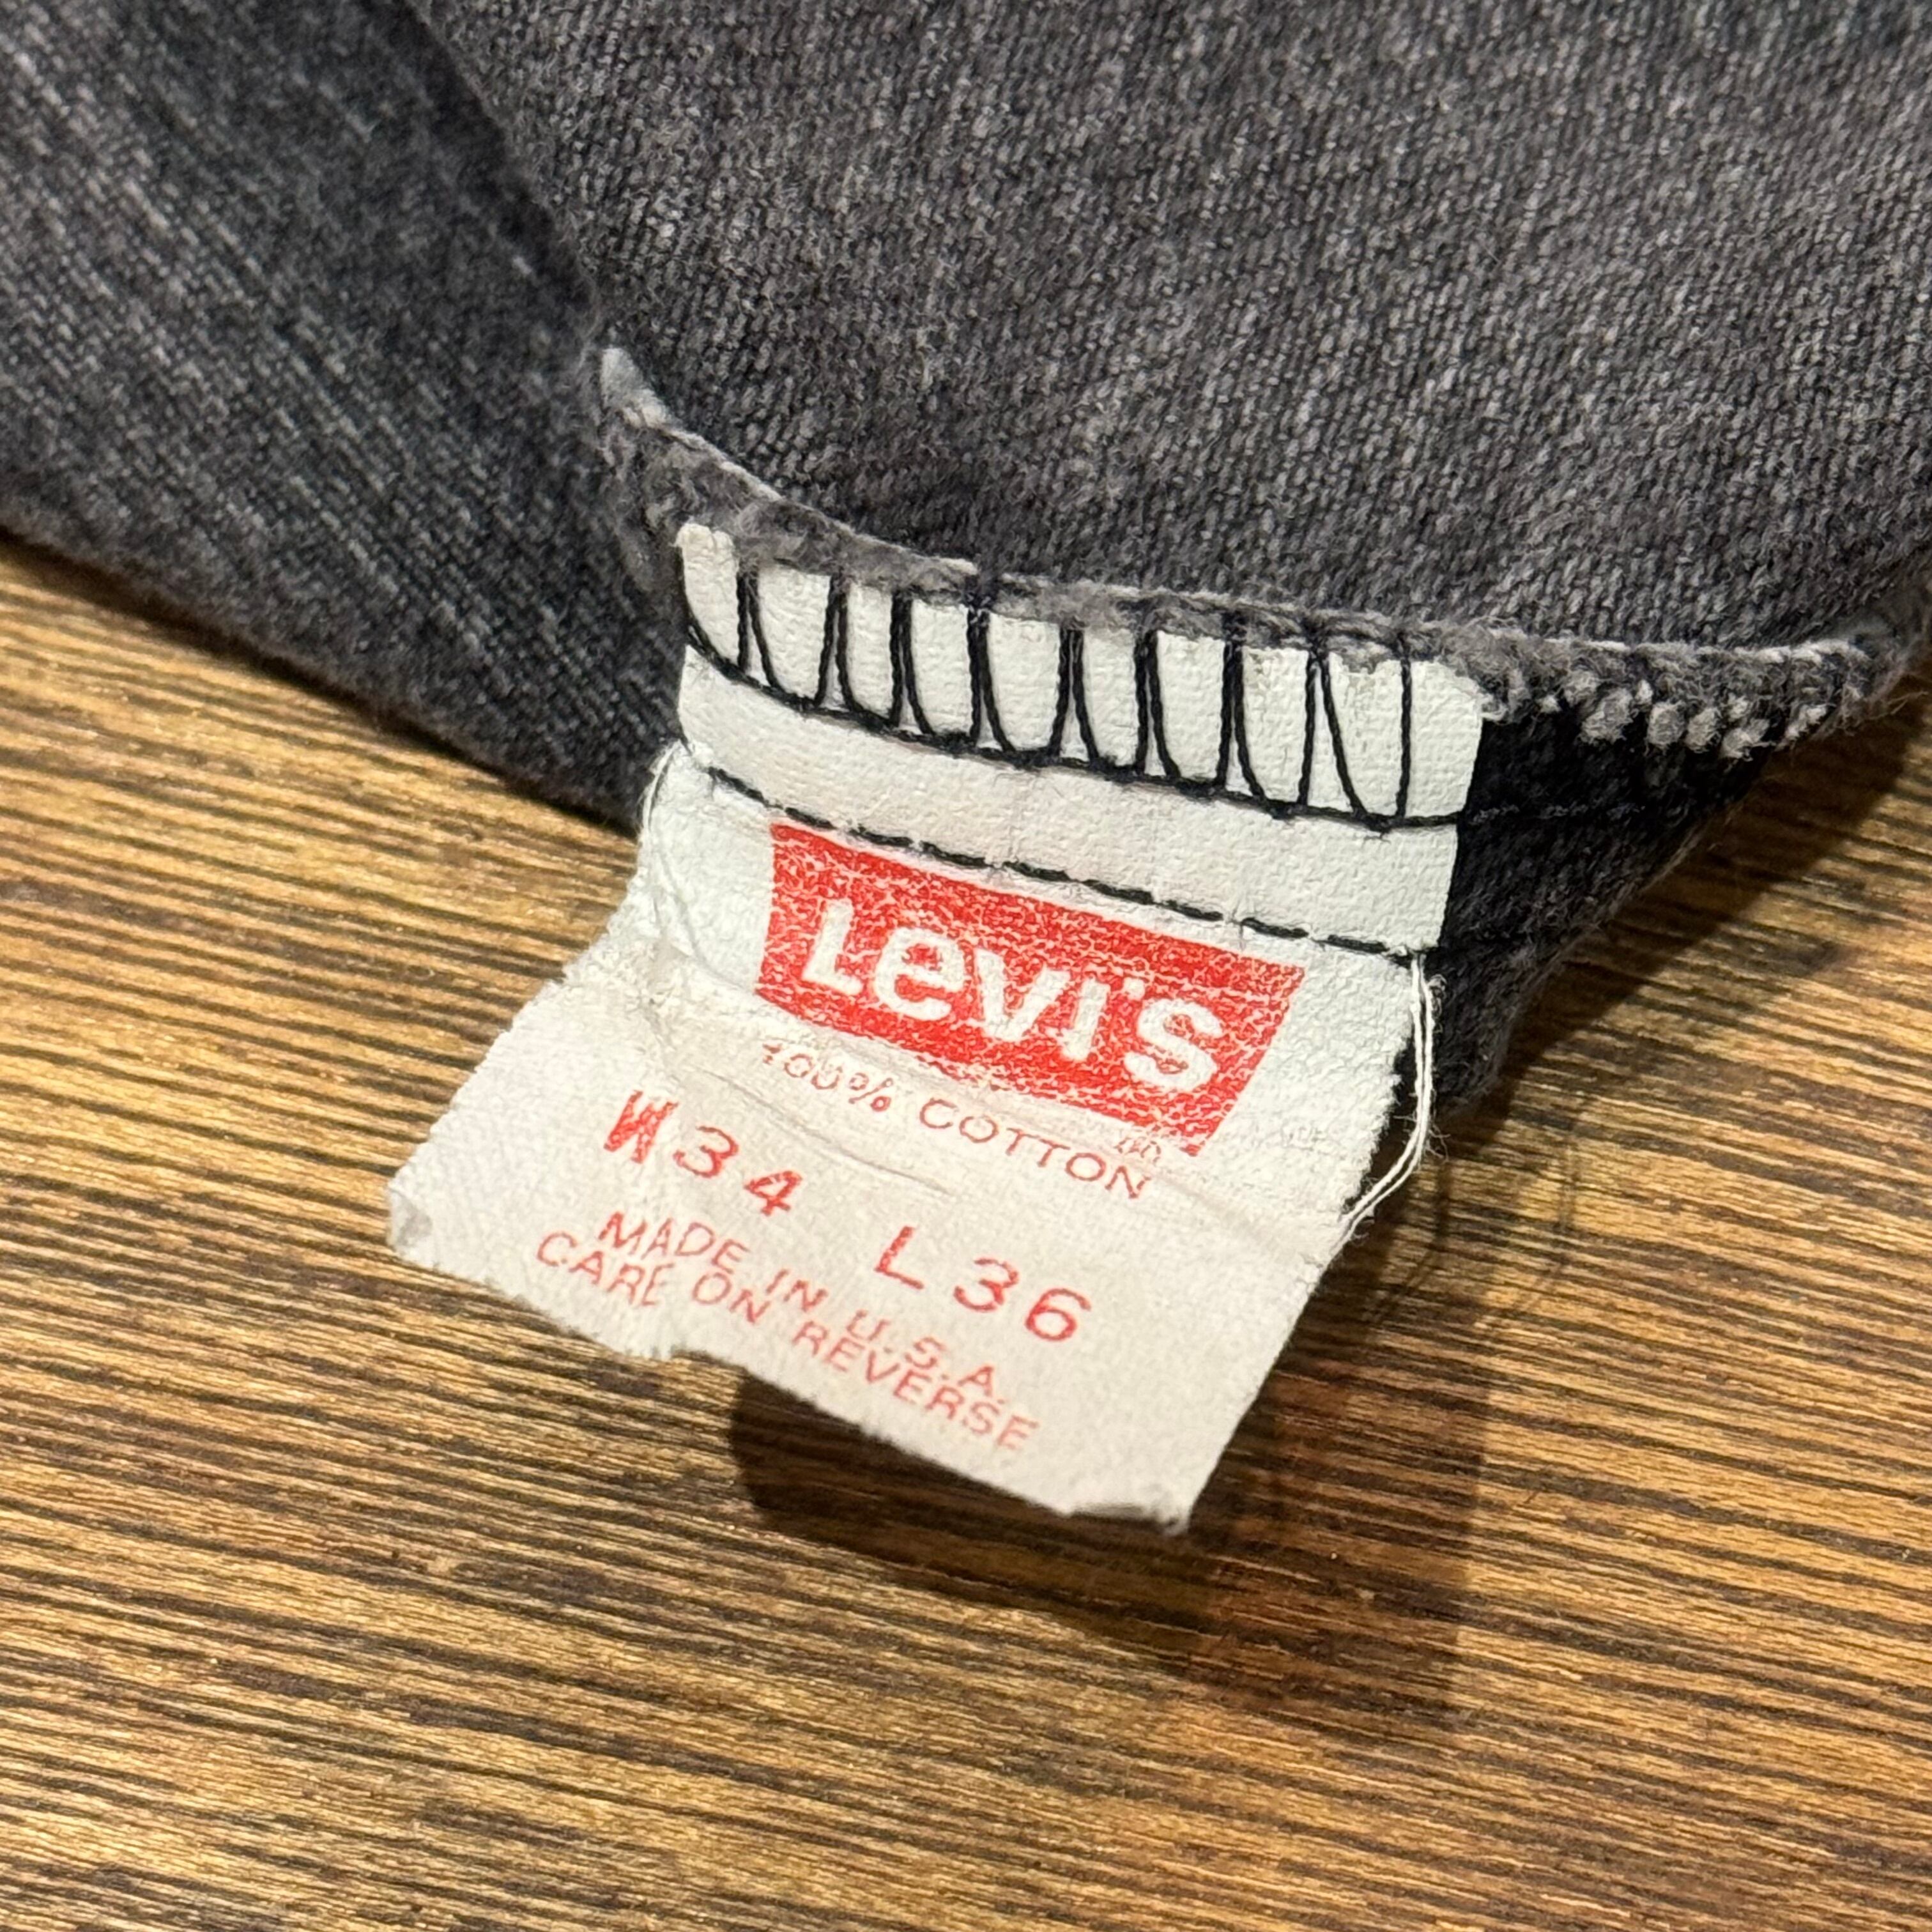 LEVI'S
100% COTTON
W34 L36
MADE IN U.S.A.
CARE ON REVERSE